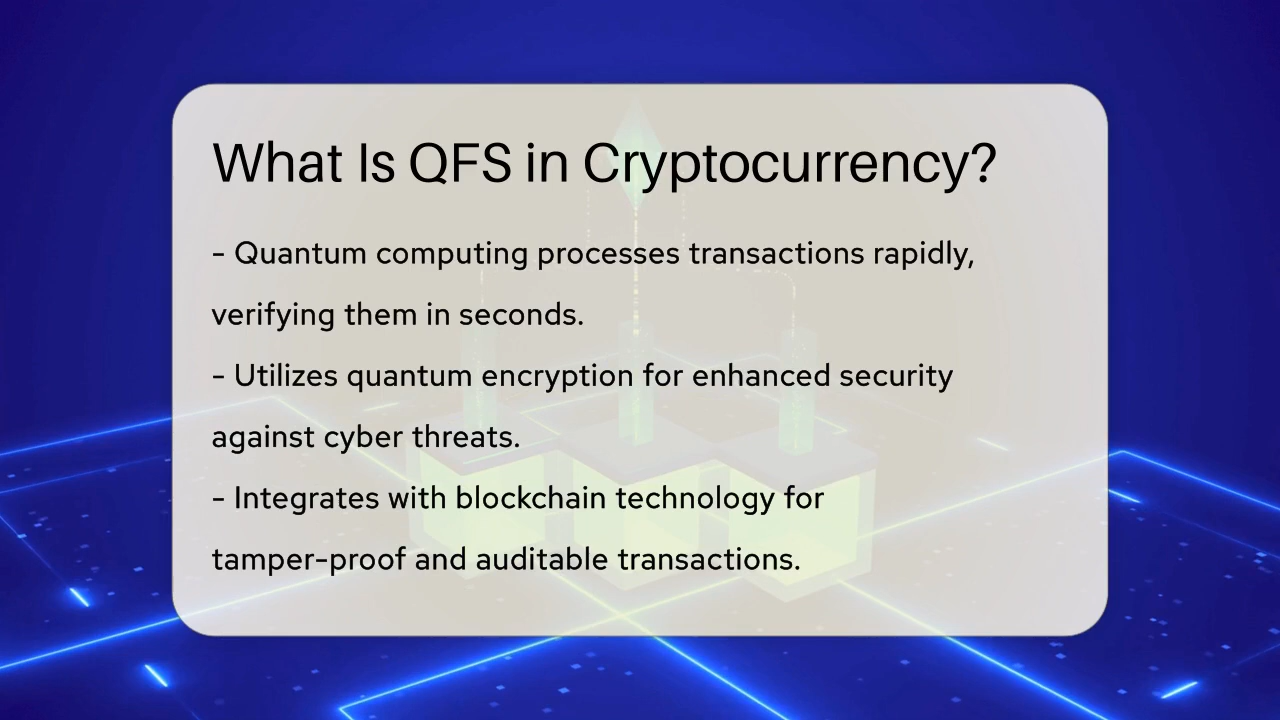 What Is QFS in Cryptocurrency?
- Quantum computing processes transactions rapidly,
verifying them in seconds.
- Utilizes quantum encryption for enhanced security
against cyber threats.
- Integrates with blockchain technology for
tamper-proof and auditable transactions.